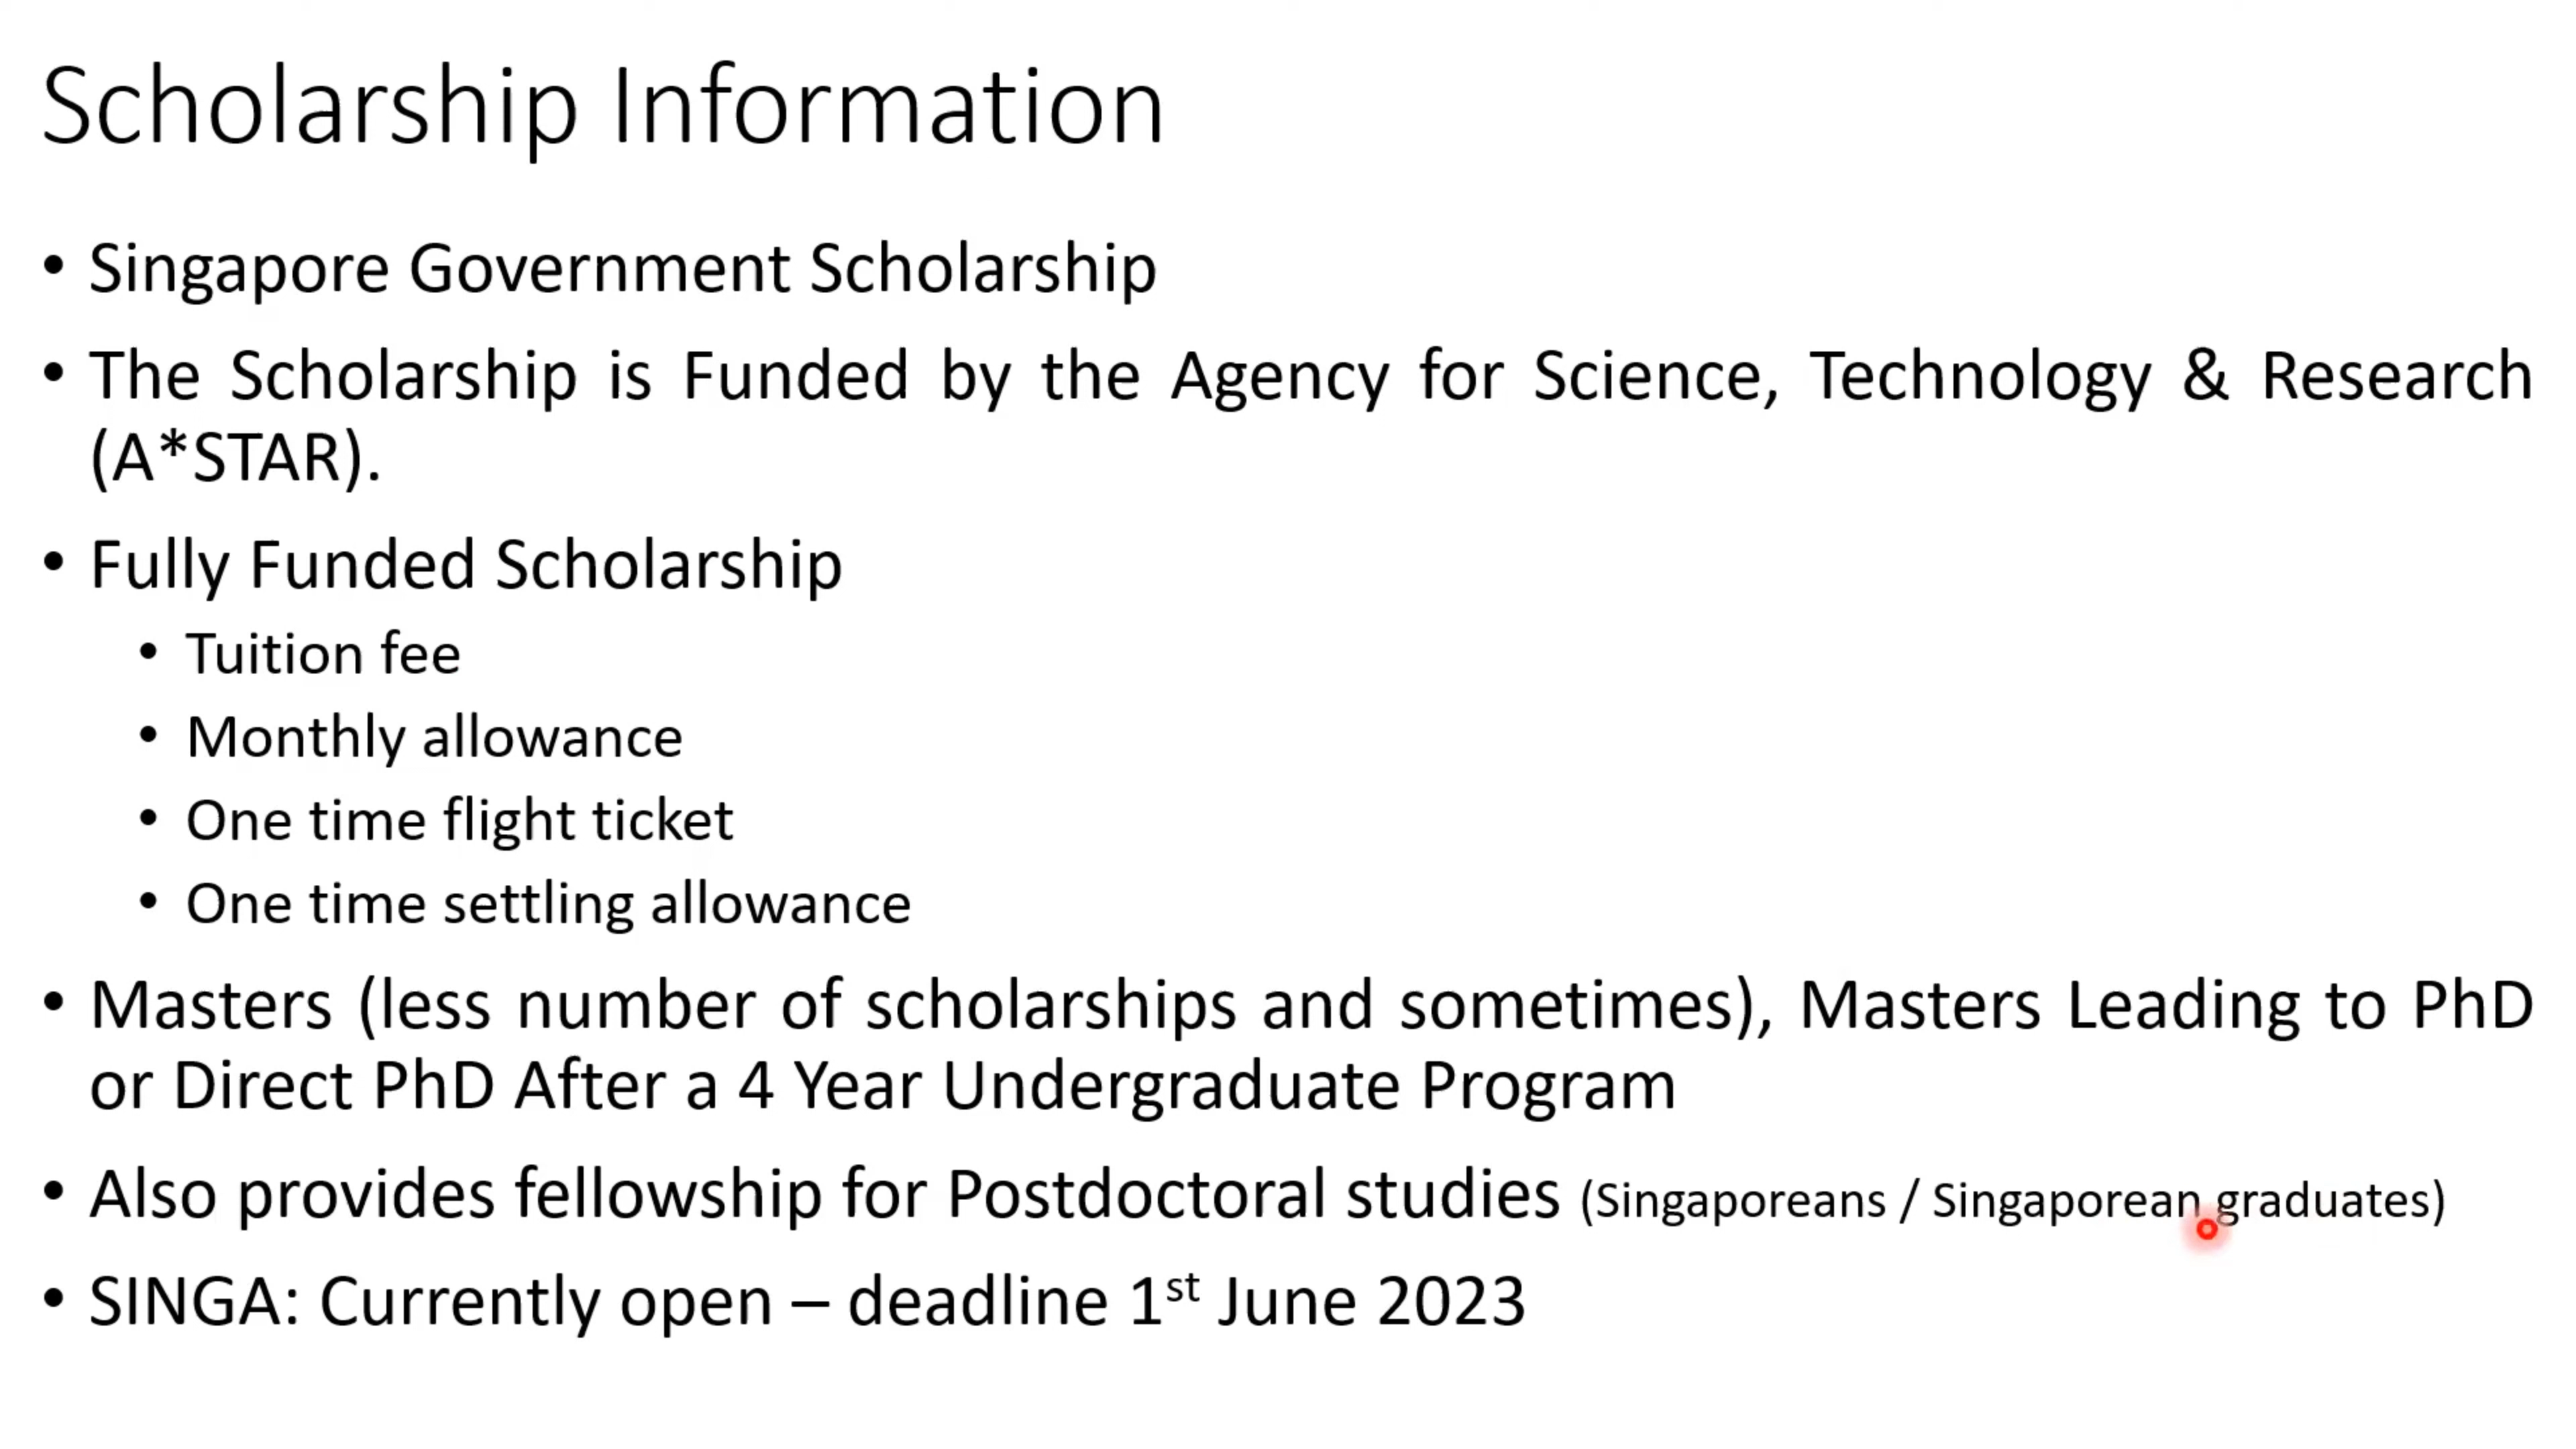 Scholarship Information
• Singapore Government Scholarship
• The Scholarship is Funded by the Agency for Science, Technology & Research
(A*STAR).
• Fully Funded Scholarship
• Tuition fee
• Monthly allowance
• One time flight ticket
• One time settling allowance
• Masters (less number of scholarships and sometimes), Masters Leading to PhD
or Direct PhD After a 4 Year Undergraduate Program
• Also provides fellowship for Postdoctoral studies (Singaporeans / Singaporean graduates)
• SINGA: Currently open – deadline 1st June 2023